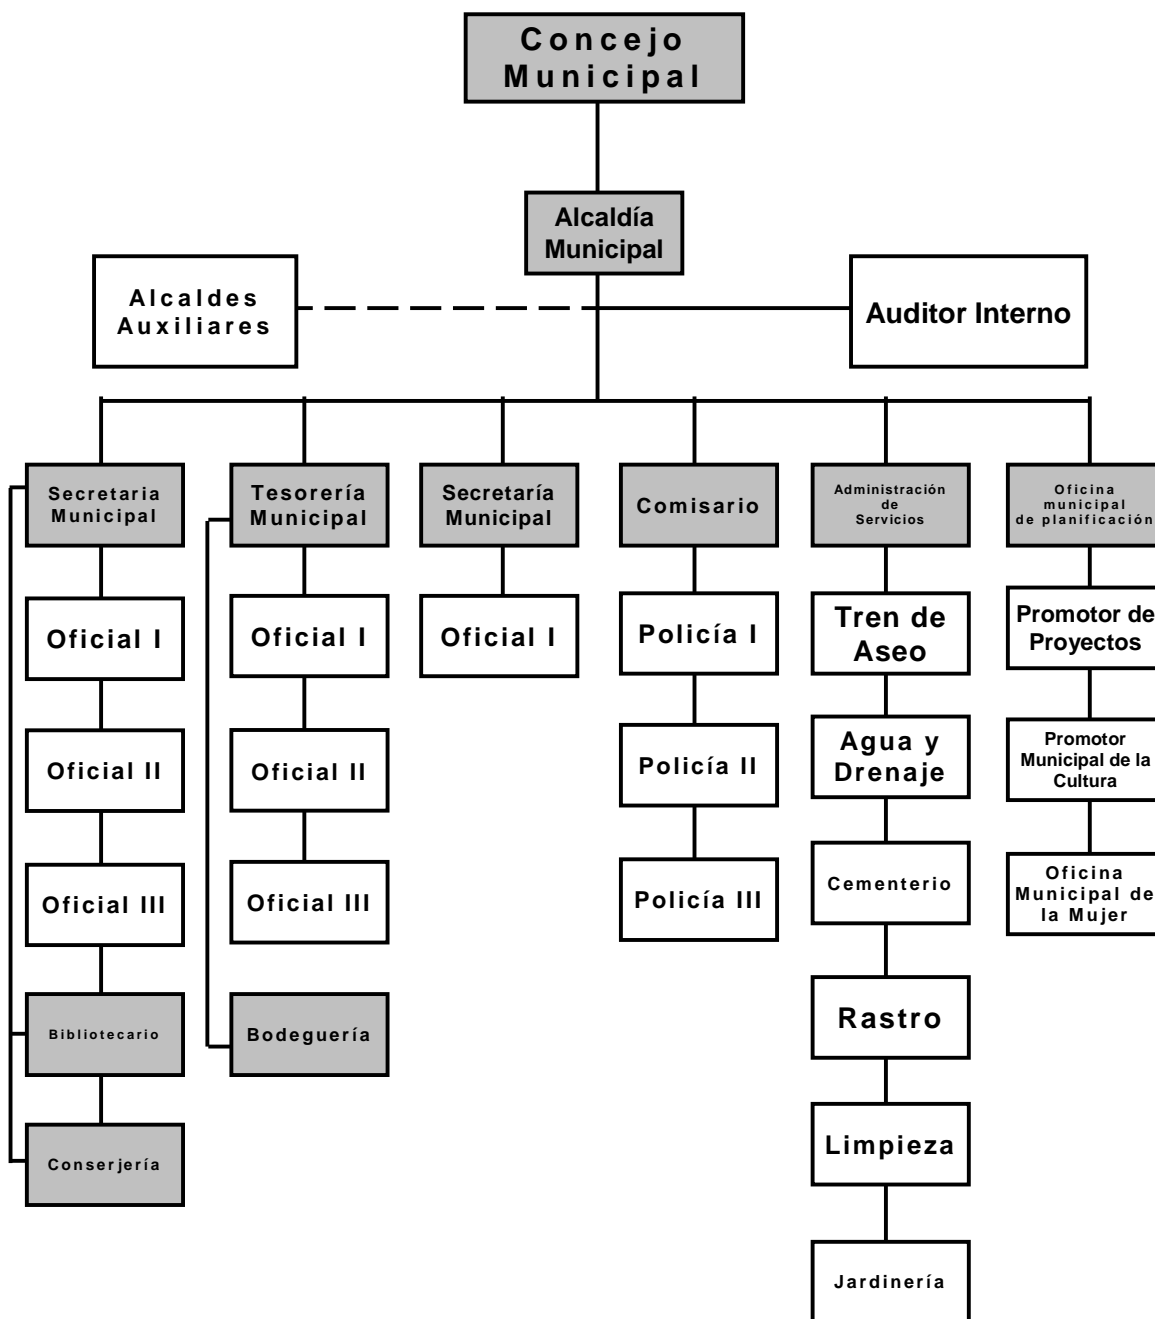 Concejo
Municipal
Alcaldía
Municipal
Alcaldes
Auxiliares
Auditor Interno
Secretaria
Municipal
Tesorería
Municipal
Secretaría
Municipal
Comisario
Administración
de
Servicios
Oficina
municipal
de planificación
Oficial I
Oficial I
Oficial I
Policía I
Tren de
Aseo
Promotor de
Proyectos
Oficial II
Oficial II
Policía II
Agua y
Drenaje
Promotor
Municipal de la
Cultura
Oficial III
Oficial III
Policía III
Cementerio
Oficina
Municipal de
la Mujer
Bibliotecario
Bodeguería
Rastro
Conserjería
Limpieza
Jardinería